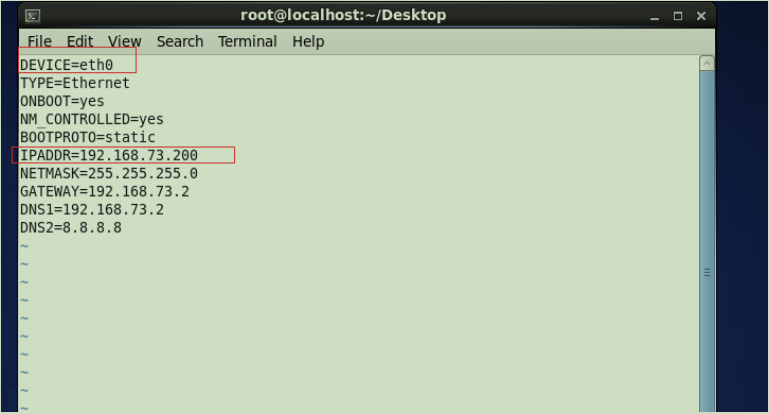 root@localhost:~/Desktop
File Edit View Search Terminal Help
DEVICE=eth0
TYPE=Ethernet
ONBOOT=yes
NM_CONTROLLED=yes
BOOTPROTO=static
IPADDR=192.168.73.200
NETMASK=255.255.255.0
GATEWAY=192.168.73.2
DNS1=192.168.73.2
DNS2=8.8.8.8
~
~
~
~
~
~
~
~
~
~